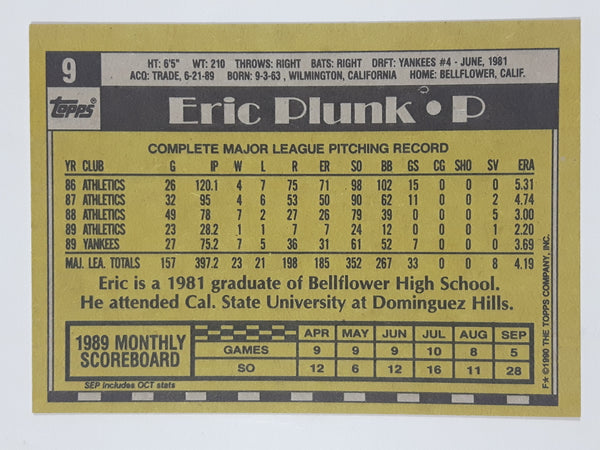 9
HT: 6'5" WT: 210 THROWS: RIGHT BATS: RIGHT DRFT: YANKEES #4 - JUNE, 1981
ACQ: TRADE, 6-21-89 BORN: 9-3-63, WILMINGTON, CALIFORNIA HOME: BELLFLOWER, CALIF.
Topps®
Eric Plunk • P
COMPLETE MAJOR LEAGUE PITCHING RECORD
YR CLUB G IP W L R ER SO BB GS CG SHO SV ERA
86 ATHLETICS 26 120.1 4 7 75 71 98 102 15 0 0 0 5.31
87 ATHLETICS 32 95 4 6 53 50 90 62 11 0 0 2 4.74
88 ATHLETICS 49 78 7 2 27 26 79 39 0 0 0 5 3.00
89 ATHLETICS 23 28.2 1 1 7 7 24 12 0 0 0 1 2.20
89 YANKEES 27 75.2 7 5 36 31 61 52 7 0 0 0 3.69
MAJ. LEA. TOTALS 157 397.2 23 21 198 185 352 267 33 0 0 8 4.19
Eric is a 1981 graduate of Bellflower High School.
He attended Cal. State University at Dominguez Hills.
1989 MONTHLY
SCOREBOARD
APR MAY JUN JUL AUG SEP
GAMES 9 9 9 10 8 5
SO 12 6 12 16 11 28
SEP includes OCT stats
F★ ©1990 THE TOPPS COMPANY, INC.